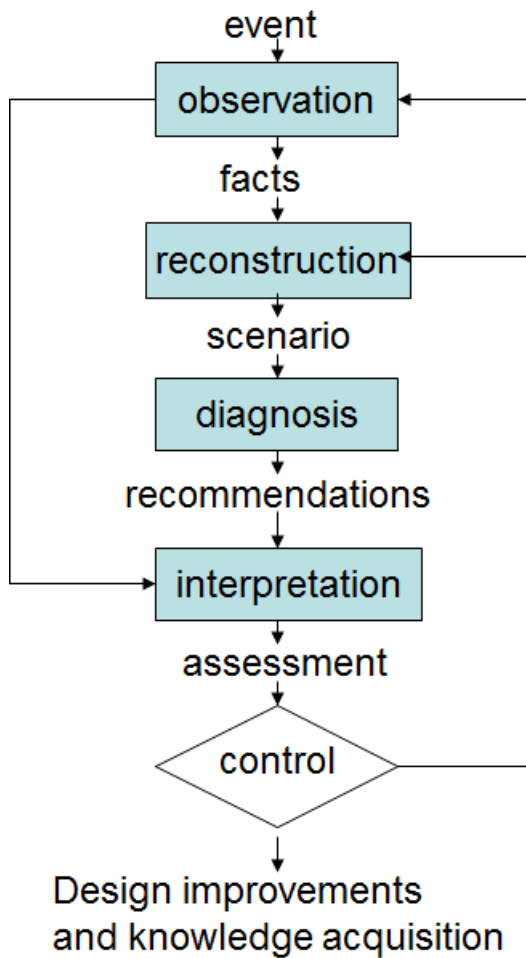 event
observation
facts
reconstruction
scenario
diagnosis
recommendations
interpretation
assessment
control
Design improvements
and knowledge acquisition